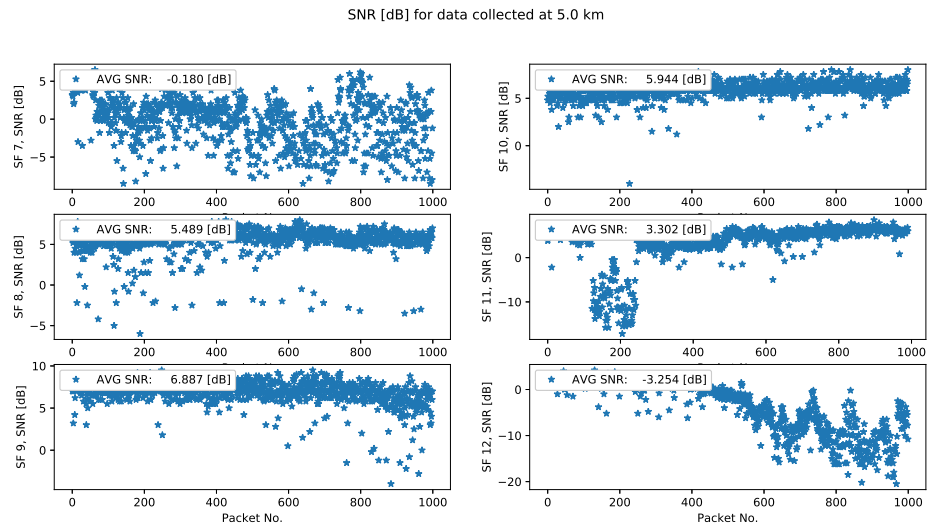 SNR [dB] for data collected at 5.0 km
SF 7, SNR [dB]
5
0
−5
AVG SNR: -0.180 [dB]
0 200 400 600 800 1000
SF 10, SNR [dB]
5
0
AVG SNR: 5.944 [dB]
0 200 400 600 800 1000
SF 8, SNR [dB]
5
0
−5
AVG SNR: 5.489 [dB]
0 200 400 600 800 1000
SF 11, SNR [dB]
0
−10
AVG SNR: 3.302 [dB]
0 200 400 600 800 1000
SF 9, SNR [dB]
10
5
0
AVG SNR: 6.887 [dB]
0 200 400 600 800 1000
Packet No.
SF 12, SNR [dB]
0
−10
−20
AVG SNR: -3.254 [dB]
0 200 400 600 800 1000
Packet No.